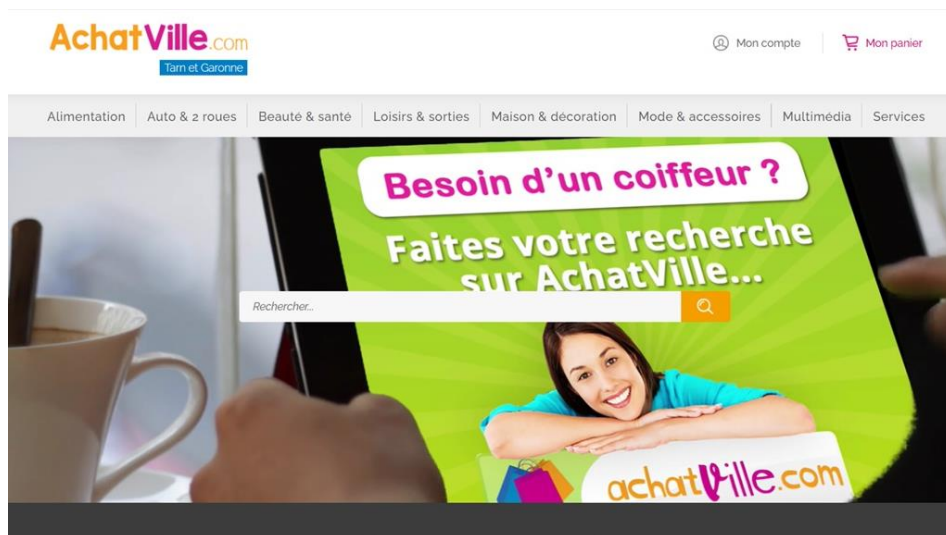 AchatVille.com
Tarn et Garonne
Mon compte
Mon panier
Alimentation
Auto & 2 roues
Beauté & santé
Loisirs & sorties
Maison & décoration
Mode & accessoires
Multimédia
Services
Besoin d'un coiffeur ?
Faites votre recherche
sur AchatVille...
Rechercher...
achatVille.com